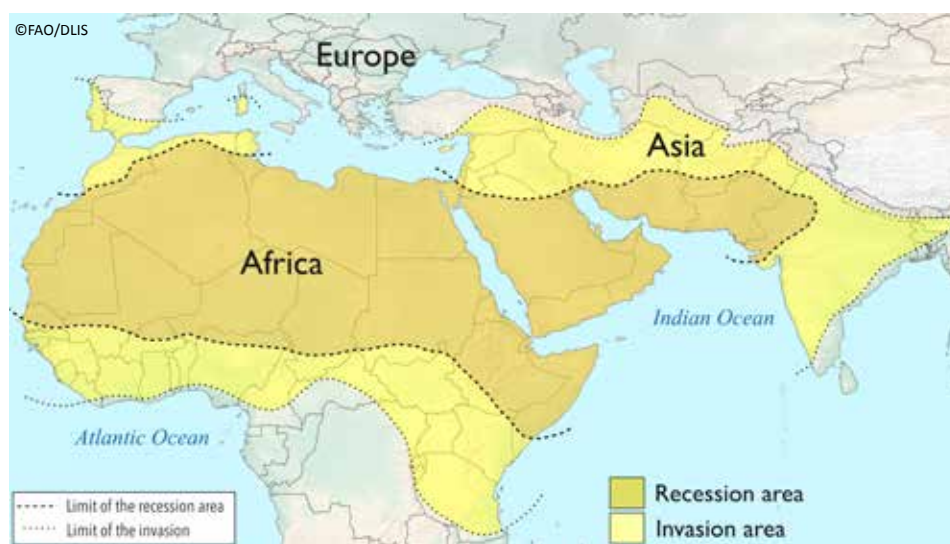 ©FAO/DLIS
Europe
Asia
Africa
Indian Ocean
Atlantic Ocean
Limit of the recession area
Limit of the invasion
Recession area
Invasion area